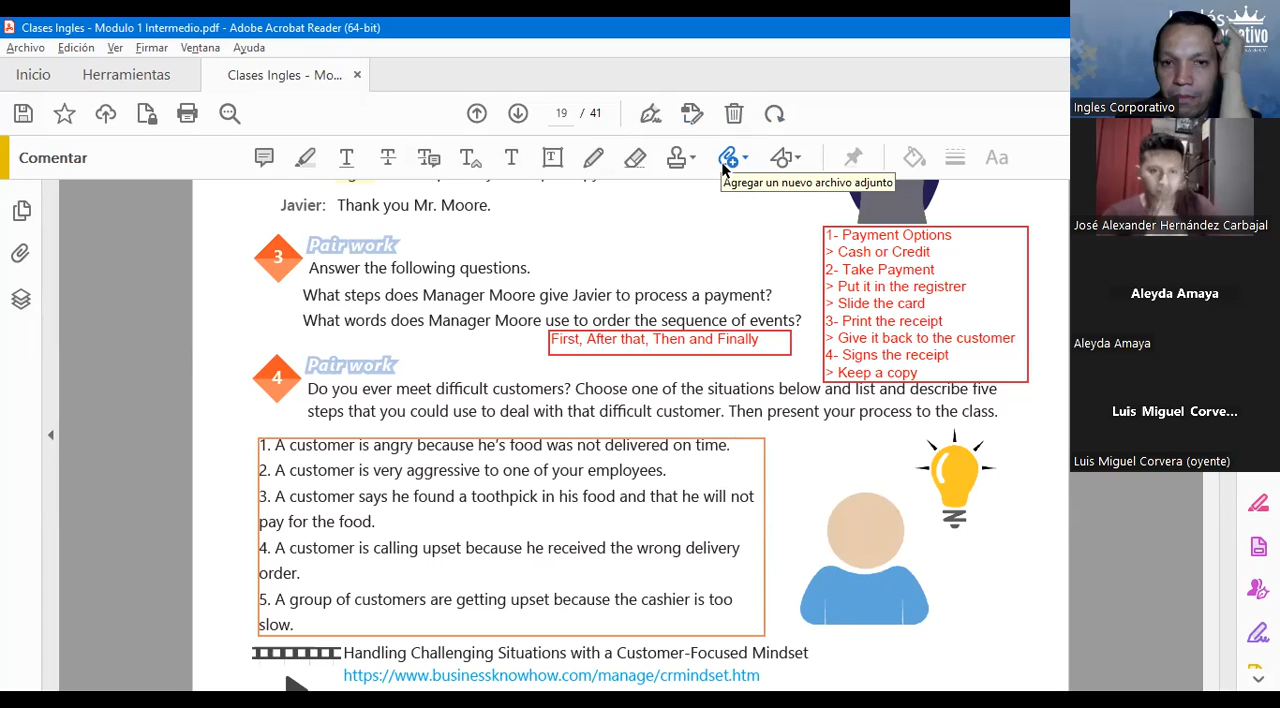 Clases Ingles - Modulo 1 Intermedio.pdf - Adobe Acrobat Reader (64-bit)
Archivo Edición Ver Firmar Ventana Ayuda
Inicio Herramientas Clases Ingles - Mo... ×
19 / 41
Comentar
Agregar un nuevo archivo adjunto
Javier: Thank you Mr. Moore.
3 Pair work
Answer the following questions.
What steps does Manager Moore give Javier to process a payment?
What words does Manager Moore use to order the sequence of events?
First, After that, Then and Finally
1- Payment Options
> Cash or Credit
2- Take Payment
> Put it in the registrer
> Slide the card
3- Print the receipt
> Give it back to the customer
4- Signs the receipt
> Keep a copy
4 Pair work
Do you ever meet difficult customers? Choose one of the situations below and list and describe five
steps that you could use to deal with that difficult customer. Then present your process to the class.
1. A customer is angry because he's food was not delivered on time.
2. A customer is very aggressive to one of your employees.
3. A customer says he found a toothpick in his food and that he will not
pay for the food.
4. A customer is calling upset because he received the wrong delivery
order.
5. A group of customers are getting upset because the cashier is too
slow.
Handling Challenging Situations with a Customer-Focused Mindset
https://www.businessknowhow.com/manage/crmindset.htm
Ingles Corporativo
José Alexander Hernández Carbajal
Aleyda Amaya
Aleyda Amaya
Luis Miguel Corve...
Luis Miguel Corvera (oyente)
Aa